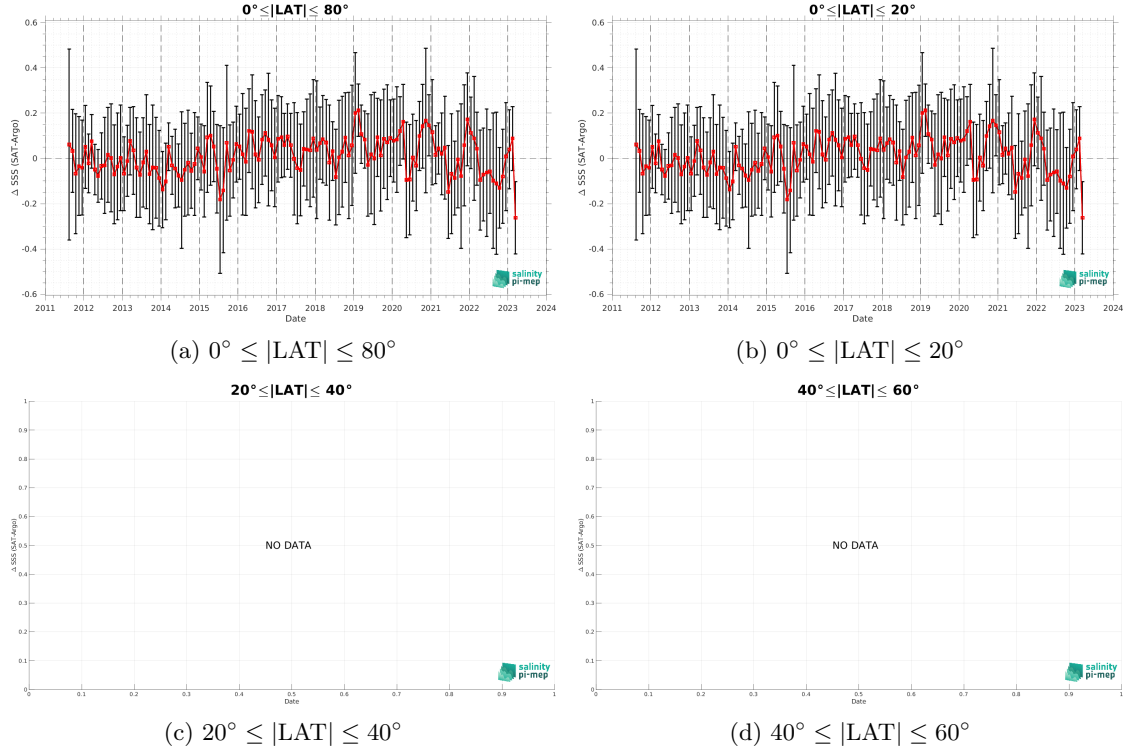 0°≤|LAT|≤ 80°
Δ SSS (SAT-Argo)
0.6
0.4
0.2
0
-0.2
-0.4
-0.6
2011 2012 2013 2014 2015 2016 2017 2018 2019 2020 2021 2022 2023 2024
Date
salinity
pi-mep
(a) 0° ≤ |LAT| ≤ 80°
0°≤|LAT|≤ 20°
Δ SSS (SAT-Argo)
0.6
0.4
0.2
0
-0.2
-0.4
-0.6
2011 2012 2013 2014 2015 2016 2017 2018 2019 2020 2021 2022 2023 2024
Date
salinity
pi-mep
(b) 0° ≤ |LAT| ≤ 20°
20°≤|LAT|≤ 40°
Δ SSS (SAT-Argo)
1
0.9
0.8
0.7
0.6
0.5
0.4
0.3
0.2
0.1
0
NO DATA
0 0.1 0.2 0.3 0.4 0.5 0.6 0.7 0.8 0.9 1
Date
salinity
pi-mep
(c) 20° ≤ |LAT| ≤ 40°
40°≤|LAT|≤ 60°
Δ SSS (SAT-Argo)
1
0.9
0.8
0.7
0.6
0.5
0.4
0.3
0.2
0.1
0
NO DATA
0 0.1 0.2 0.3 0.4 0.5 0.6 0.7 0.8 0.9 1
Date
salinity
pi-mep
(d) 40° ≤ |LAT| ≤ 60°